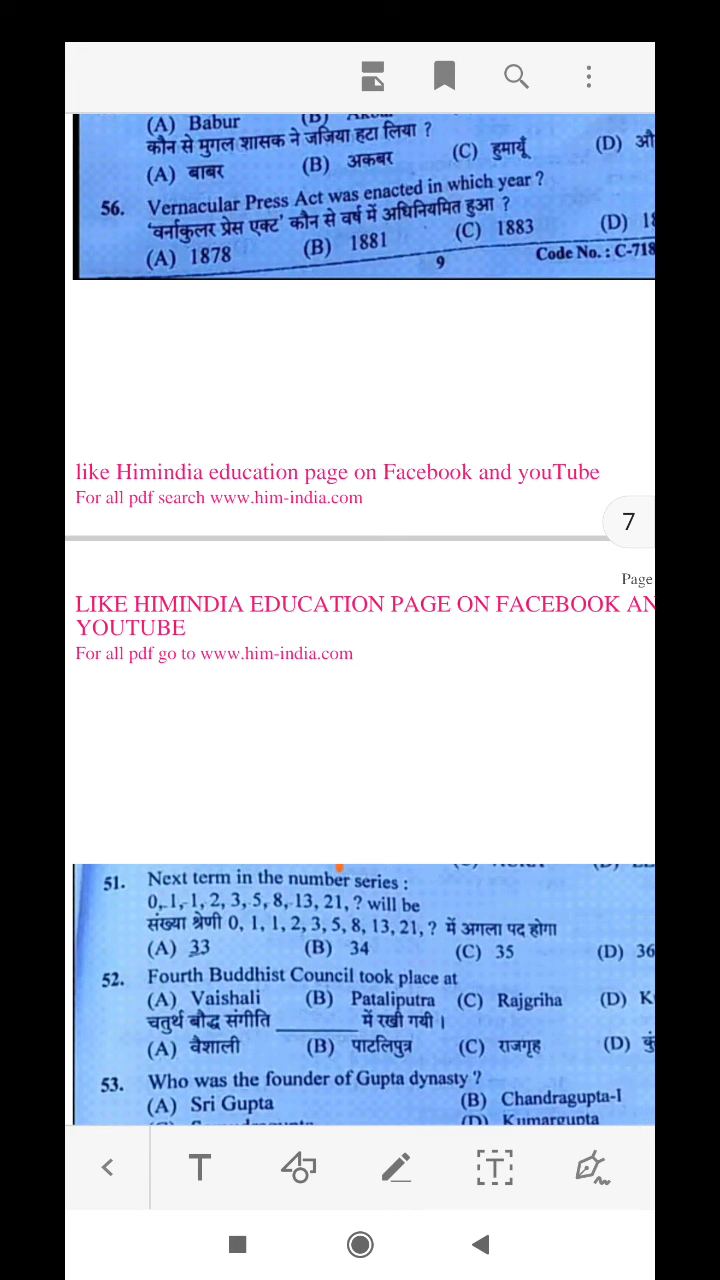 (A) Babur (B)
कौन से मुगल शासक ने जजिया हटा लिया ?
(A) बाबर (B) अकबर (C) हुमायूँ (D)
56. Vernacular Press Act was enacted in which year ?
‘वर्नाकुलर प्रेस एक्ट’ कौन से वर्ष में अधिनियमित हुआ ?
(A) 1878 (B) 1881 (C) 1883 (D)
9 Code No. : C-718
like Himindia education page on Facebook and youTube
For all pdf search www.him-india.com
7
Page
LIKE HIMINDIA EDUCATION PAGE ON FACEBOOK AN
YOUTUBE
For all pdf go to www.him-india.com
51. Next term in the number series :
0, 1, 1, 2, 3, 5, 8, 13, 21, ? will be
संख्या श्रेणी 0, 1, 1, 2, 3, 5, 8, 13, 21, ? में अगला पद होगा
(A) 33 (B) 34 (C) 35 (D) 36
52. Fourth Buddhist Council took place at
(A) Vaishali (B) Pataliputra (C) Rajgriha (D) K
चतुर्थ बौद्ध संगीति ________ में रखी गयी ।
(A) वैशाली (B) पाटलिपुत्र (C) राजगृह (D)
53. Who was the founder of Gupta dynasty ?
(A) Sri Gupta (B) Chandragupta-I
(D) Kumargupta
T
T